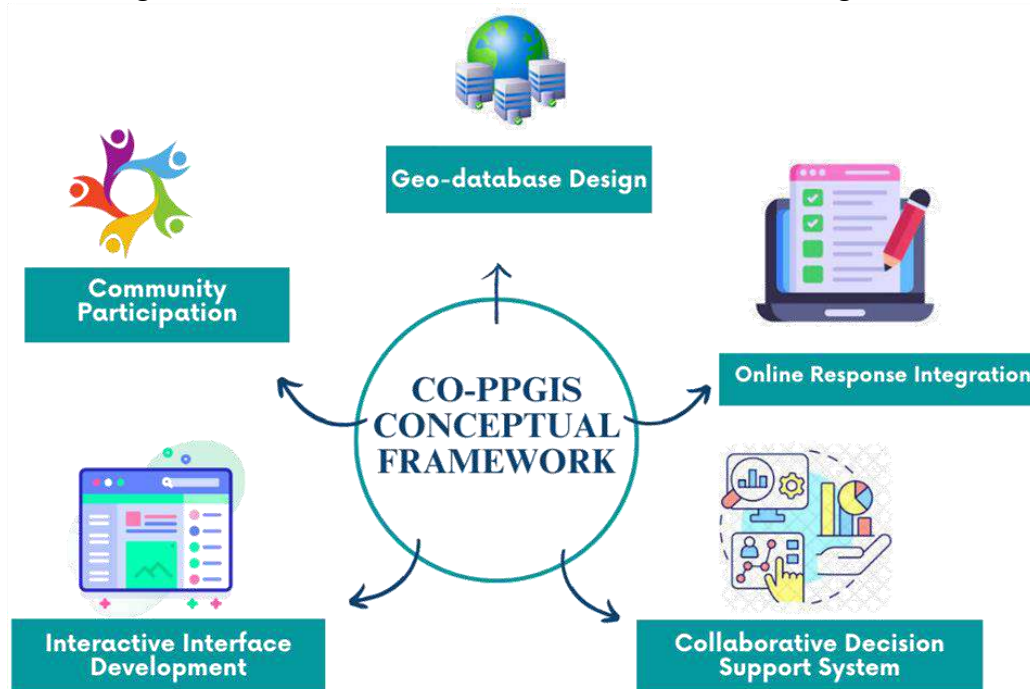 Geo-database Design
Community
Participation
Online Response Integration
CO-PPGIS
CONCEPTUAL
FRAMEWORK
Interactive Interface
Development
Collaborative Decision
Support System